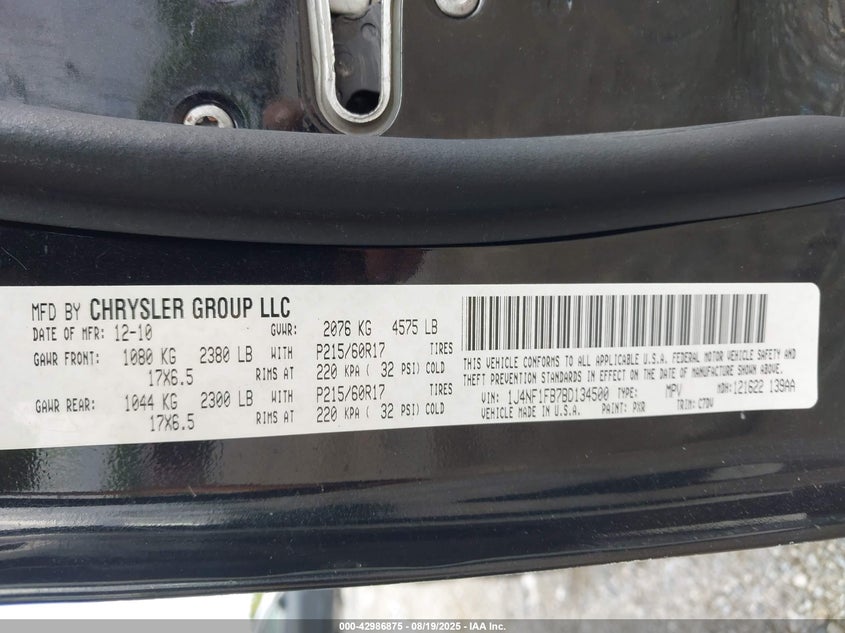 MFD BY CHRYSLER GROUP LLC
DATE OF MFR: 12-10 GVWR: 2076 KG 4575 LB
GAWR FRONT: 1080 KG 2380 LB WITH P215/60R17 TIRES
17X6.5 RIMS AT 220 KPA ( 32 PSI) COLD
GAWR REAR: 1044 KG 2300 LB WITH P215/60R17 TIRES
17X6.5 RIMS AT 220 KPA ( 32 PSI) COLD
THIS VEHICLE CONFORMS TO ALL APPLICABLE U.S.A. FEDERAL MOTOR VEHICLE SAFETY AND
THEFT PREVENTION STANDARDS IN EFFECT ON THE DATE OF MANUFACTURE SHOWN ABOVE.
VIN: 1J4NF1FB7BD134500 TYPE: MPV MDH: 121622 139AA
VEHICLE MADE IN U.S.A. PAINT: PXR TRIM: C7DV
000-42986875 - 08/19/2025 - IAA Inc.